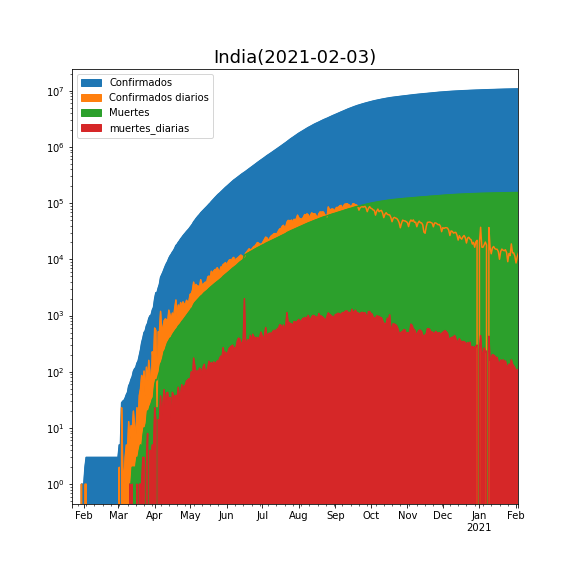 India(2021-02-03)
Confirmados
Confirmados diarios
Muertes
muertes_diarias
10⁷
10⁶
10⁵
10⁴
10³
10²
10¹
10⁰
Feb Mar Apr May Jun Jul Aug Sep Oct Nov Dec Jan Feb
2021